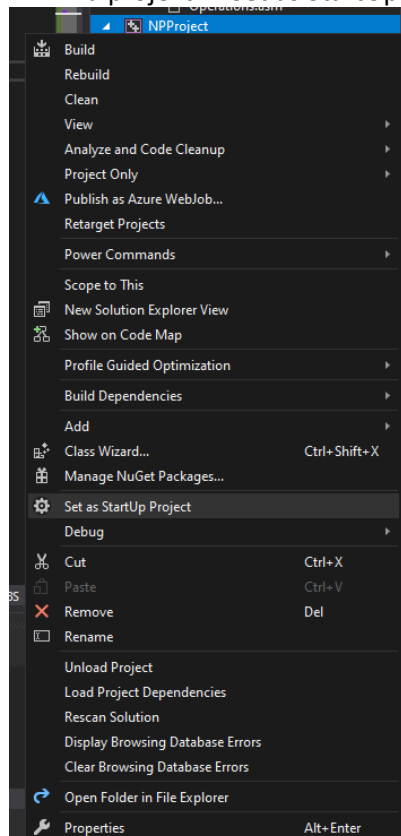 Operations.asm
NPProject
Build
Rebuild
Clean
View
Analyze and Code Cleanup
Project Only
Publish as Azure WebJob...
Retarget Projects
Power Commands
Scope to This
New Solution Explorer View
Show on Code Map
Profile Guided Optimization
Build Dependencies
Add
Class Wizard... Ctrl+Shift+X
Manage NuGet Packages...
Set as StartUp Project
Debug
Cut Ctrl+X
Paste Ctrl+V
Remove Del
Rename
Unload Project
Load Project Dependencies
Rescan Solution
Display Browsing Database Errors
Clear Browsing Database Errors
Open Folder in File Explorer
Properties Alt+Enter